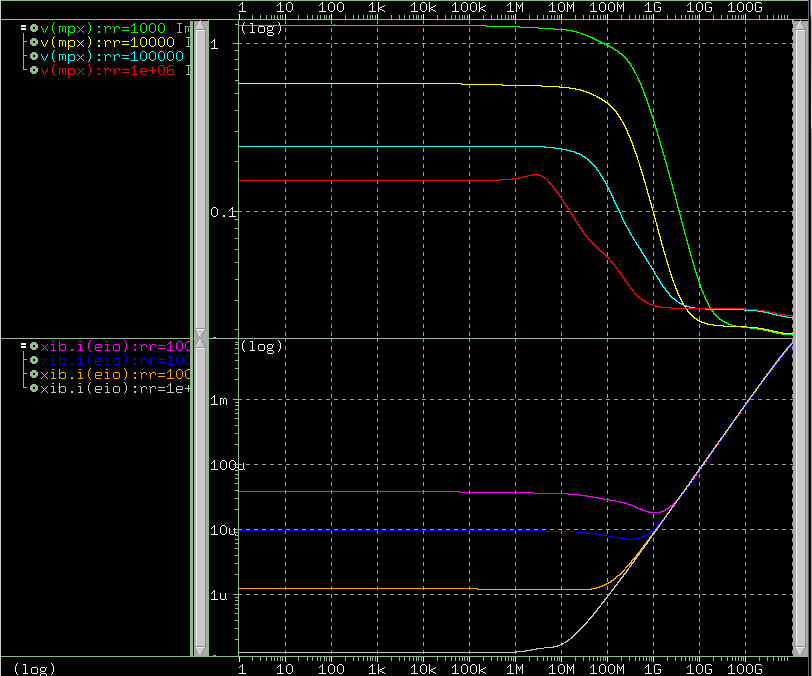 1 10 100 1k 10k 100k 1M 10M 100M 1G 10G 100G
v(mpx):rr=1000 Im
v(mpx):rr=10000 I
v(mpx):rr=100000
v(mpx):rr=1e+06 I
(log)
1
0.1
xib.i(eio):rr=100
xib.i(eio):rr=100
xib.i(eio):rr=100
xib.i(eio):rr=1e+
(log)
1m
100u
10u
1u
1 10 100 1k 10k 100k 1M 10M 100M 1G 10G 100G
(log)